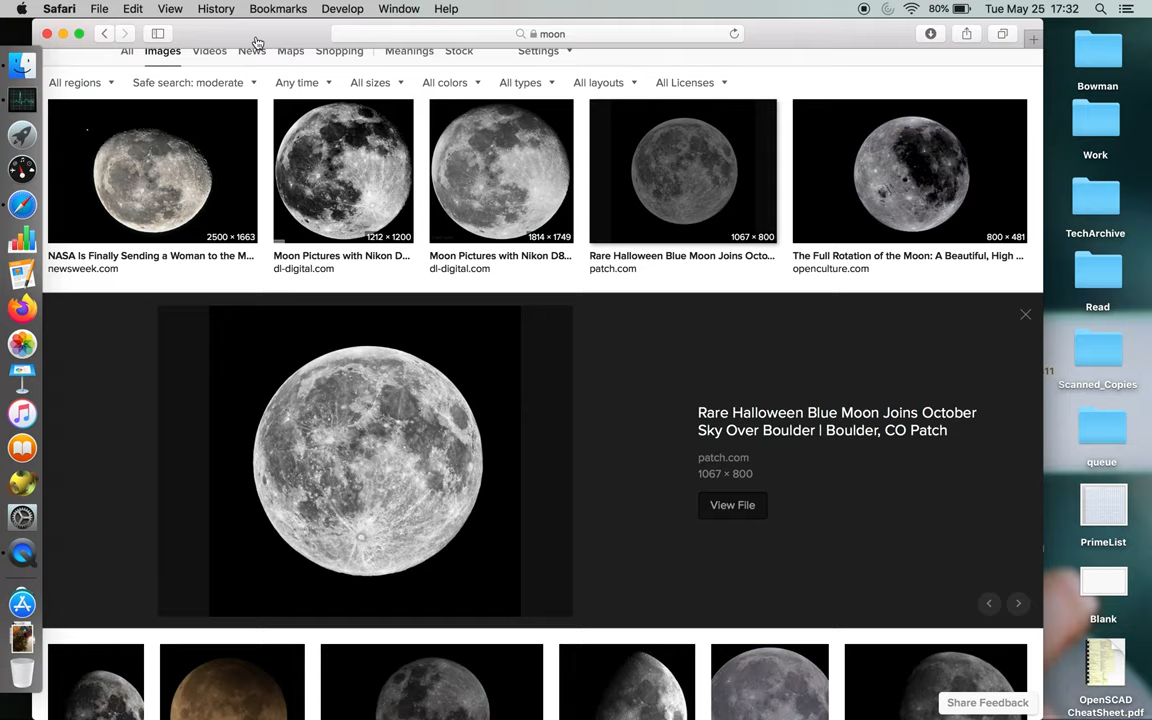 Safari File Edit View History Bookmarks Develop Window Help 80% Tue May 25 17:32
moon
All Images Videos News Maps Shopping Meanings Stock Settings
All regions Safe search: moderate Any time All sizes All colors All types All layouts All Licenses
2500 × 1663
1212 × 1200
1814 × 1749
1067 × 800
800 × 481
NASA Is Finally Sending a Woman to the M...
newsweek.com
Moon Pictures with Nikon D...
dl-digital.com
Moon Pictures with Nikon D8...
dl-digital.com
Rare Halloween Blue Moon Joins Octo...
patch.com
The Full Rotation of the Moon: A Beautiful, High ...
openculture.com
Rare Halloween Blue Moon Joins October
Sky Over Boulder | Boulder, CO Patch
patch.com
1067 × 800
View File
Share Feedback
Bowman
Work
TechArchive
Read
11
Scanned_Copies
queue
PrimeList
Blank
OpenSCAD
CheatSheet.pdf